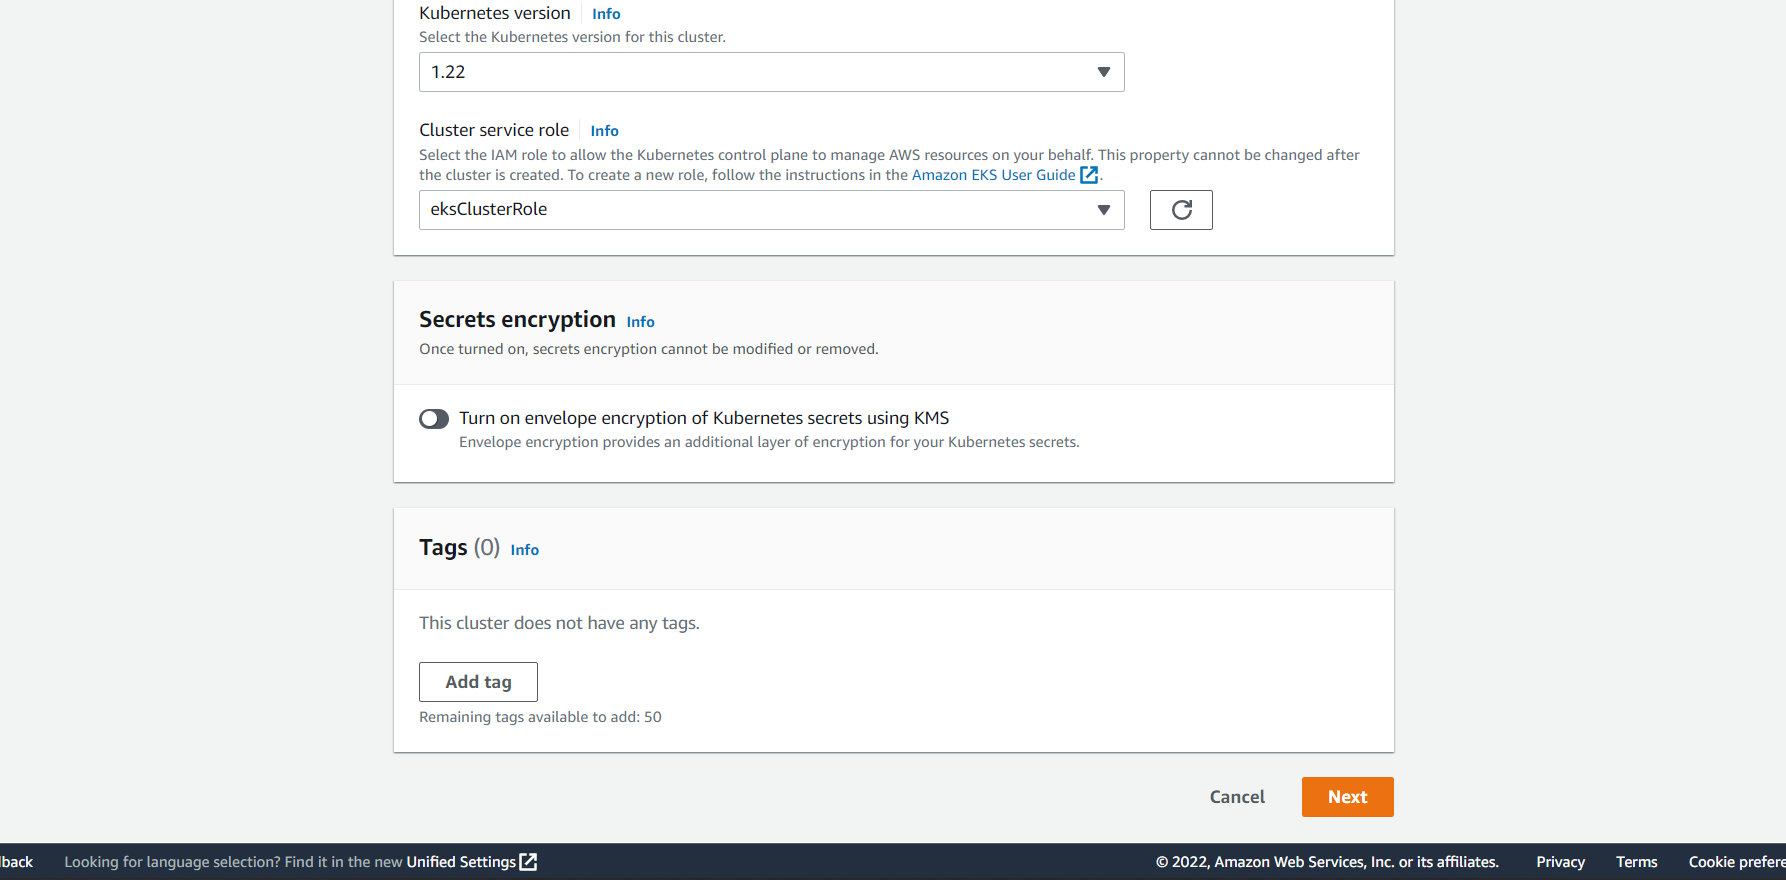 Kubernetes version Info
Select the Kubernetes version for this cluster.
1.22
Cluster service role Info
Select the IAM role to allow the Kubernetes control plane to manage AWS resources on your behalf. This property cannot be changed after
the cluster is created. To create a new role, follow the instructions in the Amazon EKS User Guide.
eksClusterRole
Secrets encryption Info
Once turned on, secrets encryption cannot be modified or removed.
Turn on envelope encryption of Kubernetes secrets using KMS
Envelope encryption provides an additional layer of encryption for your Kubernetes secrets.
Tags (0) Info
This cluster does not have any tags.
Add tag
Remaining tags available to add: 50
Cancel Next
back Looking for language selection? Find it in the new Unified Settings © 2022, Amazon Web Services, Inc. or its affiliates. Privacy Terms Cookie prefere